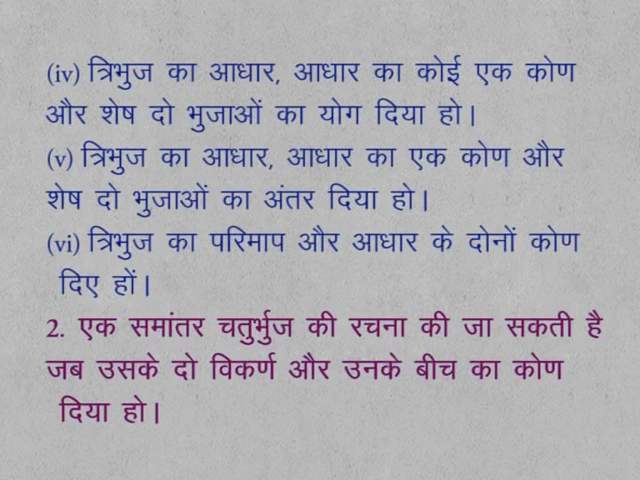 (iv) त्रिभुज का आधार, आधार का कोई एक कोण
और शेष दो भुजाओं का योग दिया हो।
(v) त्रिभुज का आधार, आधार का एक कोण और
शेष दो भुजाओं का अंतर दिया हो।
(vi) त्रिभुज का परिमाप और आधार के दोनों कोण
दिए हों।
2. एक समांतर चतुर्भुज की रचना की जा सकती है
जब उसके दो विकर्ण और उनके बीच का कोण
दिया हो।